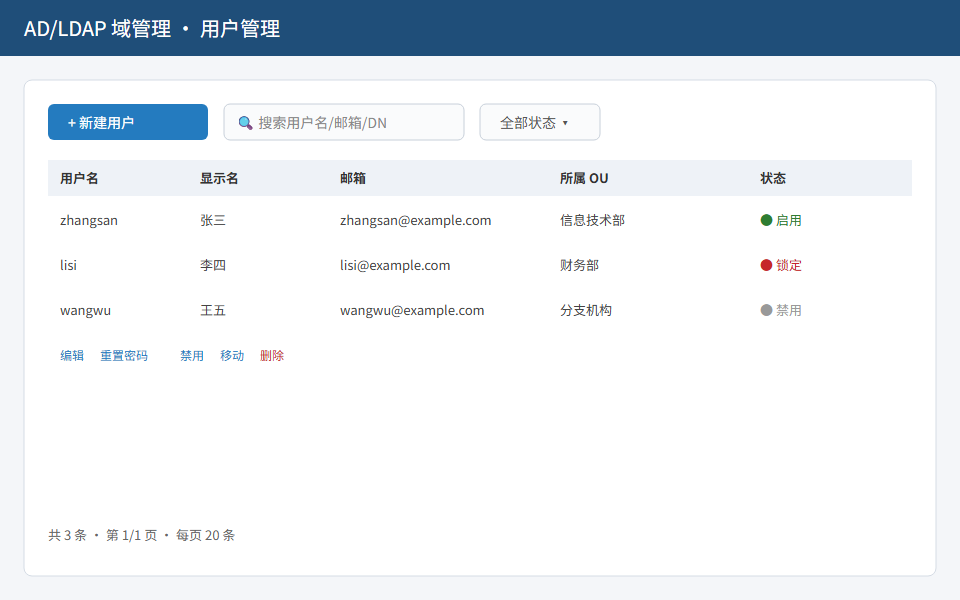 AD/LDAP 域管理 · 用户管理
+ 新建用户 🔍 搜索用户名/邮箱/DN 全部状态 ▾
用户名 显示名 邮箱 所属 OU 状态
zhangsan 张三 zhangsan@example.com 信息技术部 ● 启用
lisi 李四 lisi@example.com 财务部 ● 锁定
wangwu 王五 wangwu@example.com 分支机构 ● 禁用
编辑 重置密码 禁用 移动 删除
共 3 条 · 第 1/1 页 · 每页 20 条